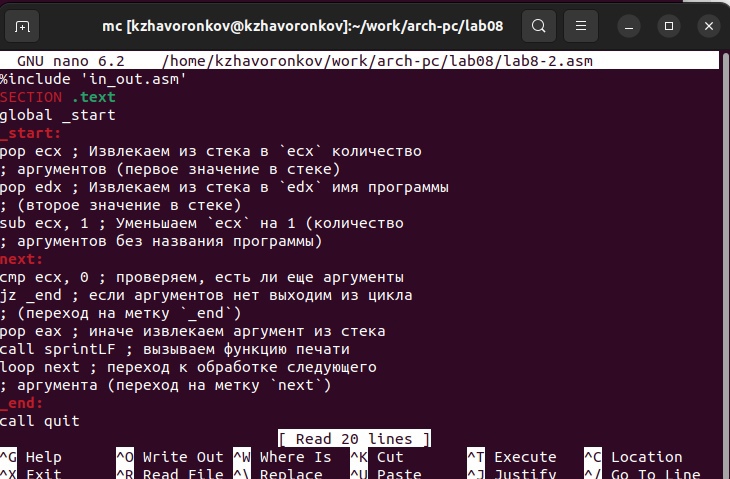 mc [kzhavoronkov@kzhavoronkov]:~/work/arch-pc/lab08
GNU nano 6.2 /home/kzhavoronkov/work/arch-pc/lab08/lab8-2.asm
%include 'in_out.asm'
SECTION .text
global _start
_start:
pop ecx ; Извлекаем из стека в `ecx` количество
; аргументов (первое значение в стеке)
pop edx ; Извлекаем из стека в `edx` имя программы
; (второе значение в стеке)
sub ecx, 1 ; Уменьшаем `ecx` на 1 (количество
; аргументов без названия программы)
next:
cmp ecx, 0 ; проверяем, есть ли еще аргументы
jz _end ; если аргументов нет выходим из цикла
; (переход на метку `_end`)
pop eax ; иначе извлекаем аргумент из стека
call sprintLF ; вызываем функцию печати
loop next ; переход к обработке следующего
; аргумента (переход на метку `next`)
_end:
call quit
[ Read 20 lines ]
^G Help ^O Write Out ^W Where Is ^K Cut ^T Execute ^C Location
^X Exit ^R Read File ^\ Replace ^U Paste ^J Justify ^/ Go To Line